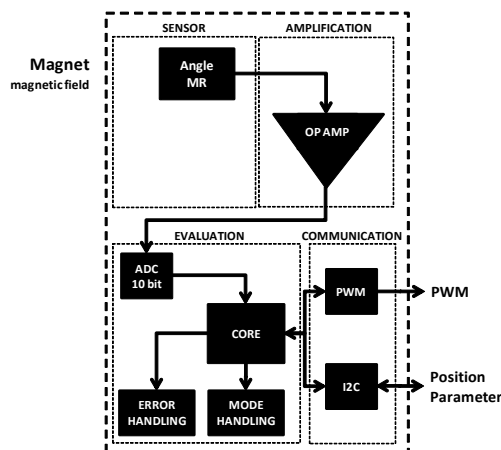 SENSOR
AMPLIFICATION
Magnet
magnetic field
Angle
MR
OP AMP
EVALUATION
COMMUNICATION
ADC
10 bit
PWM
PWM
CORE
I2C
Position
Parameter
ERROR
HANDLING
MODE
HANDLING